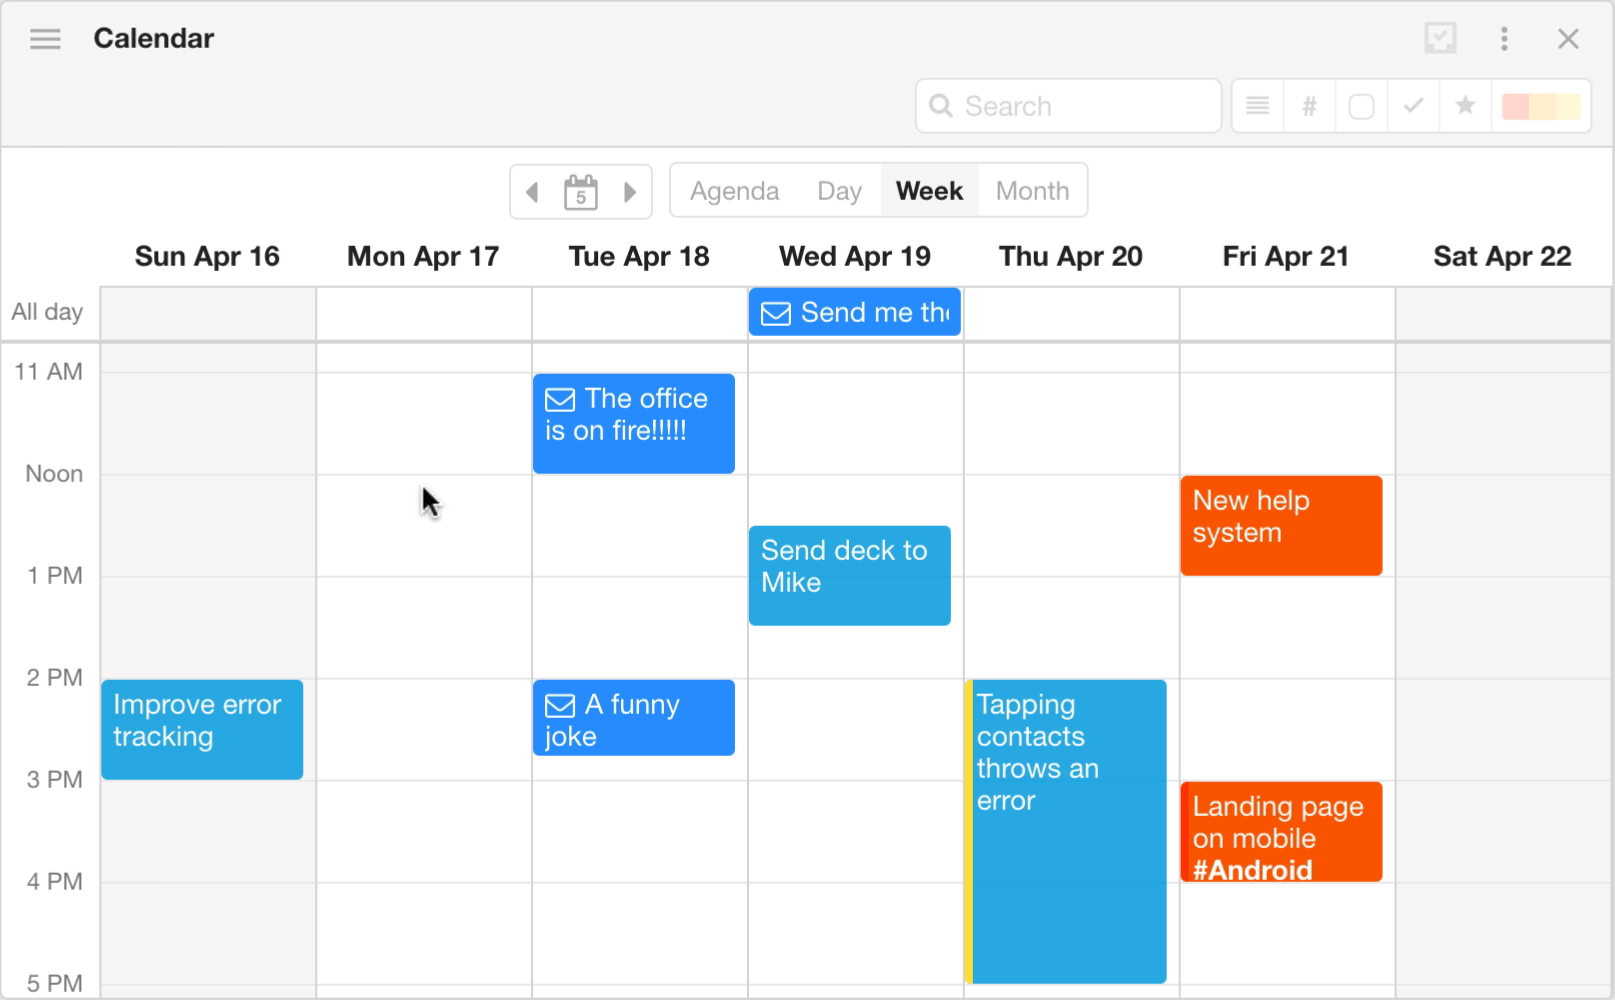 Calendar
Search
#
5
Agenda Day Week Month
Sun Apr 16 Mon Apr 17 Tue Apr 18 Wed Apr 19 Thu Apr 20 Fri Apr 21 Sat Apr 22
All day
Send me the
11 AM
The office
is on fire!!!!!
Noon
New help
system
Send deck to
Mike
1 PM
2 PM
Improve error
tracking
A funny
joke
Tapping
contacts
throws an
error
3 PM
Landing page
on mobile
#Android
4 PM
5 PM